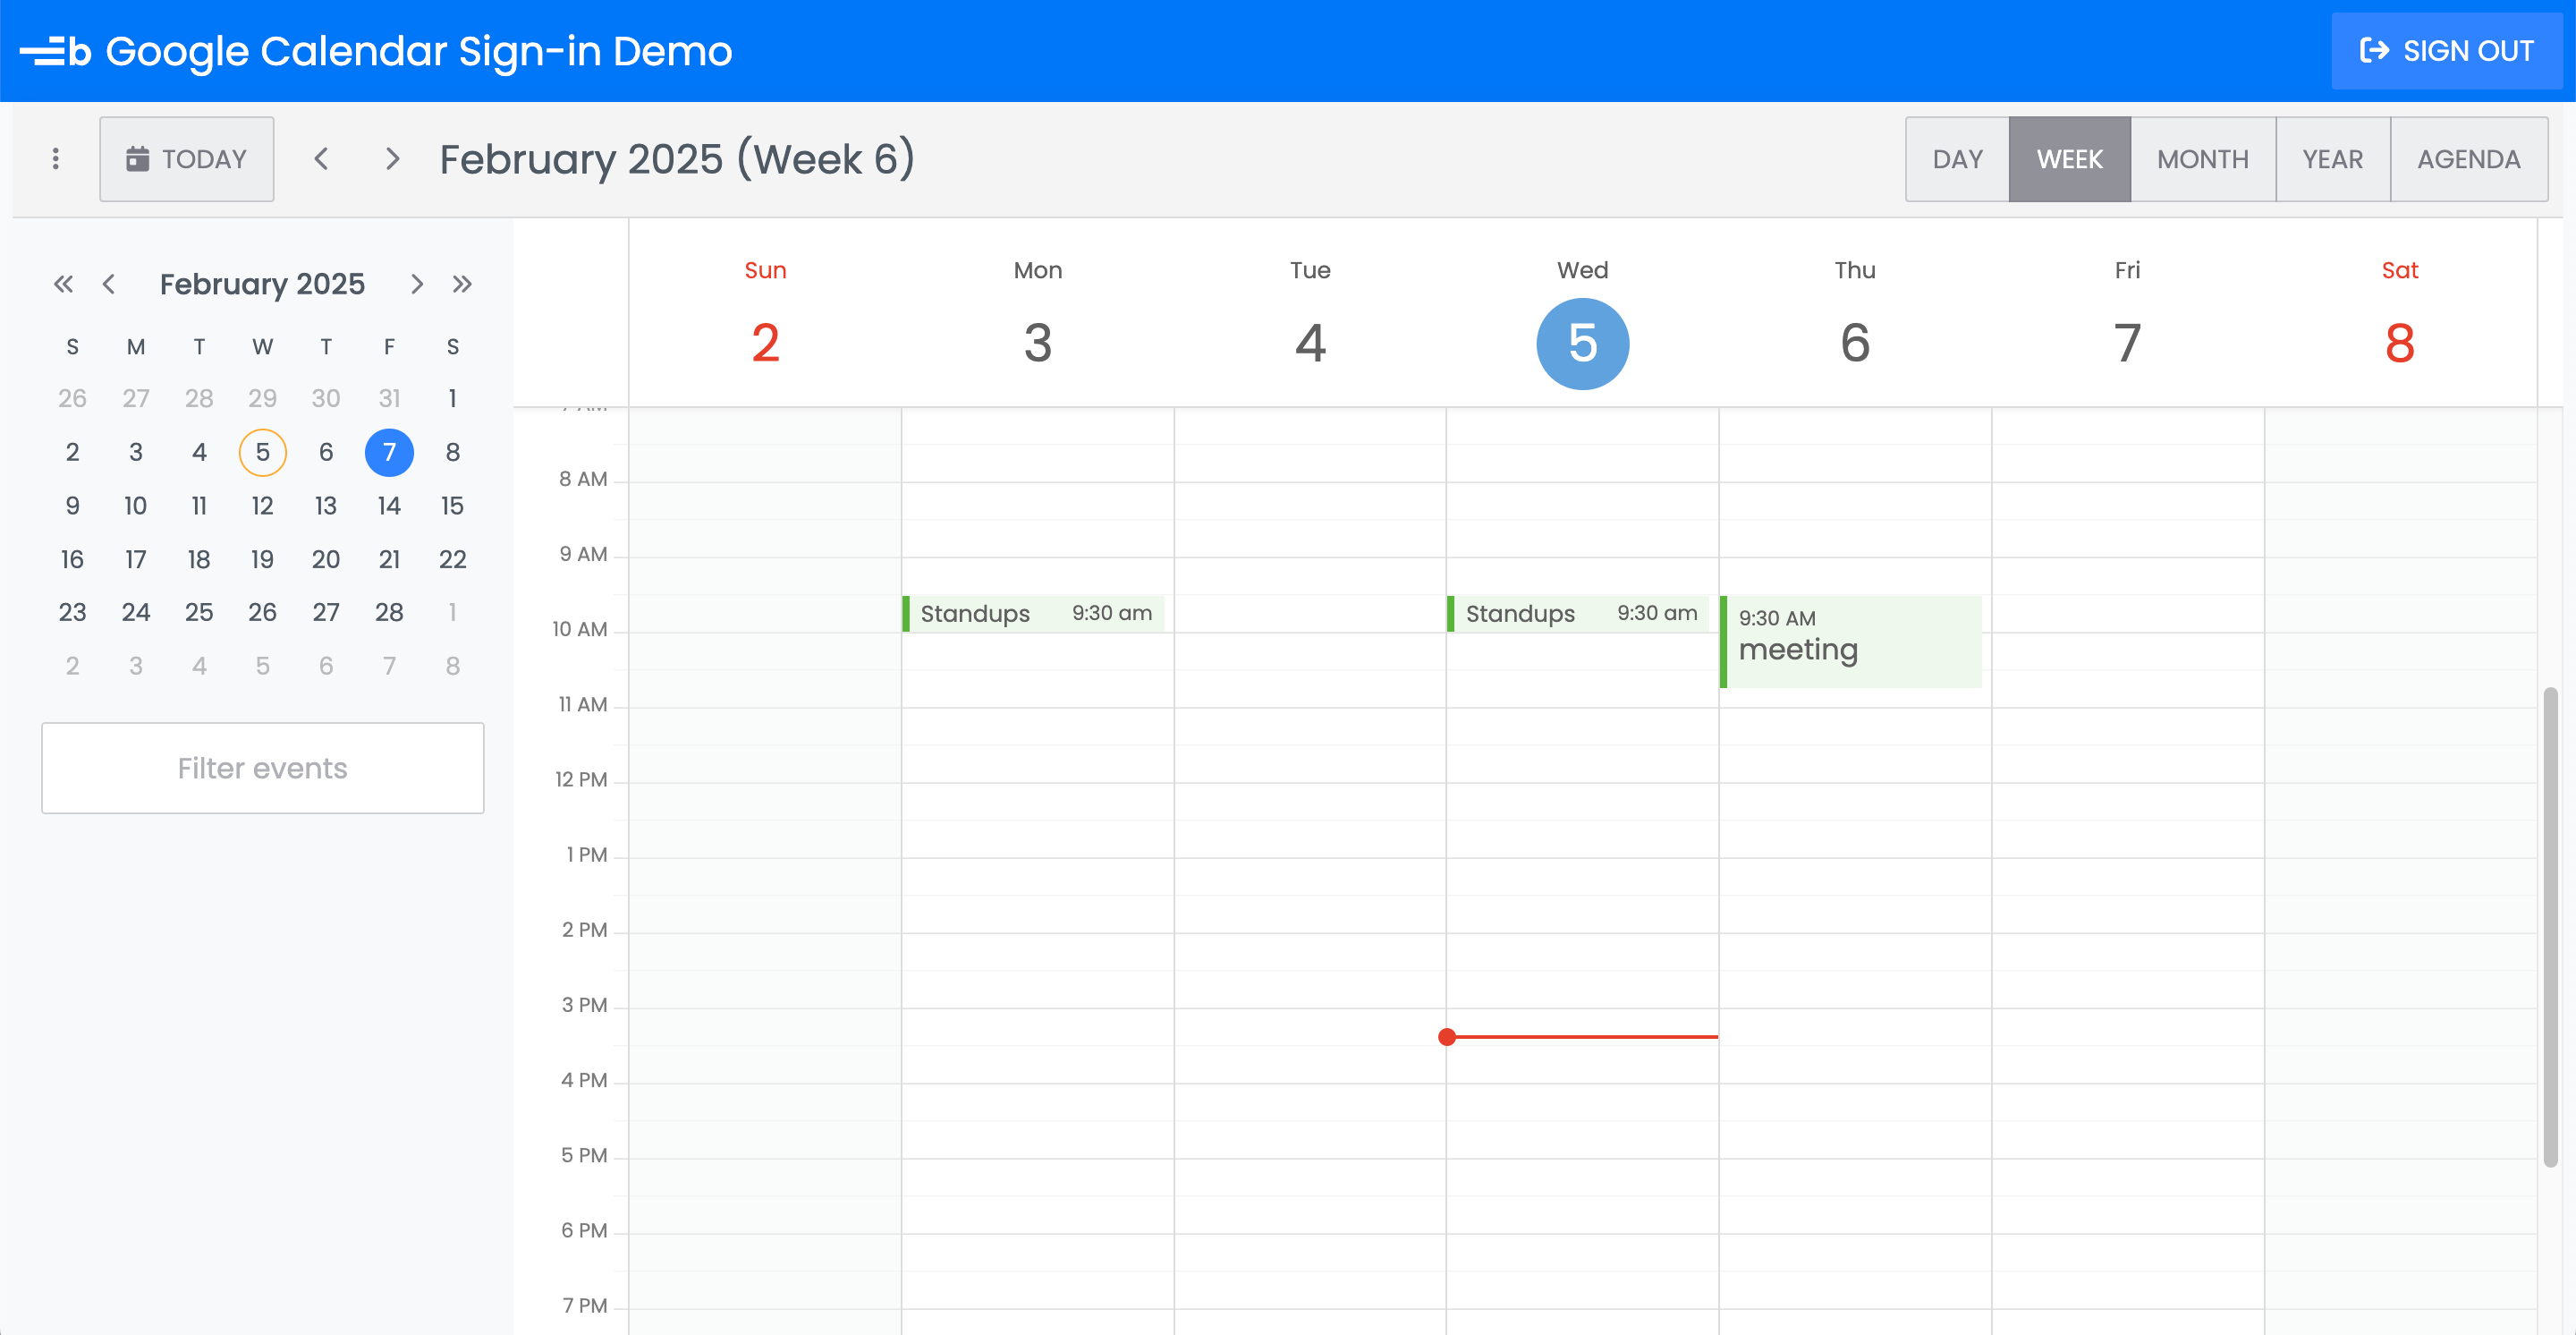 b Google Calendar Sign-in Demo
SIGN OUT
TODAY
February 2025 (Week 6)
DAY WEEK MONTH YEAR AGENDA
February 2025
S M T W T F S
26 27 28 29 30 31 1
2 3 4 5 6 7 8
9 10 11 12 13 14 15
16 17 18 19 20 21 22
23 24 25 26 27 28 1
2 3 4 5 6 7 8
Filter events
Sun Mon Tue Wed Thu Fri Sat
2 3 4 5 6 7 8
8 AM
9 AM
Standups 9:30 am
Standups 9:30 am
9:30 AM
meeting
10 AM
11 AM
12 PM
1 PM
2 PM
3 PM
4 PM
5 PM
6 PM
7 PM